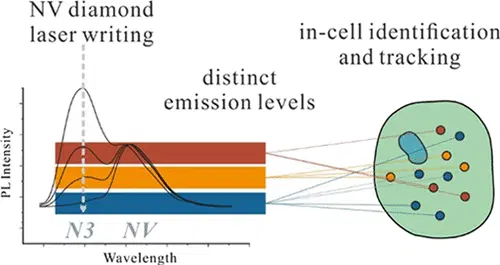 NV diamond
laser writing
distinct
emission levels
in-cell identification
and tracking
PL Intensity
N3
NV
Wavelength